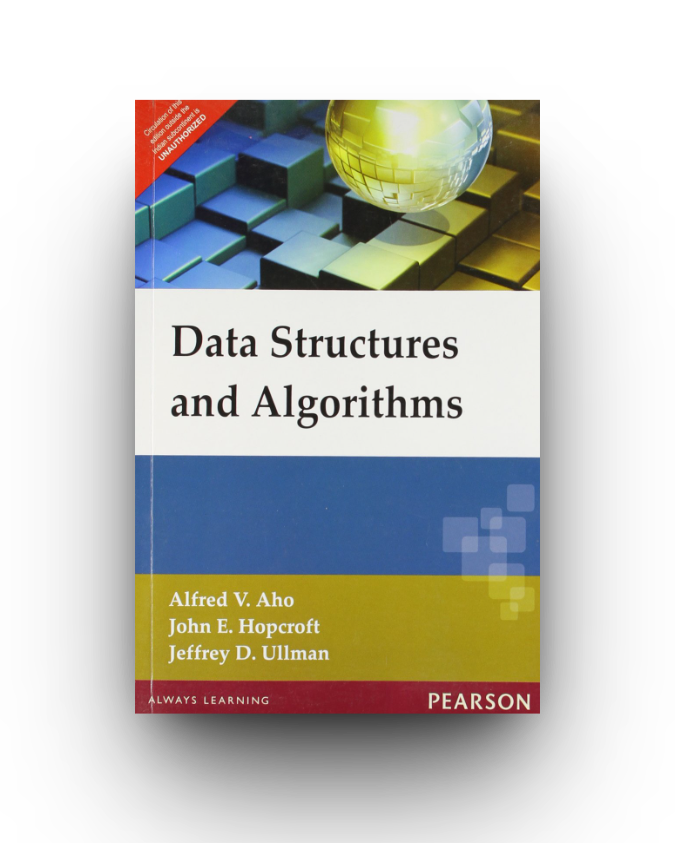 Circulation of this
edition outside the
Indian subcontinent is
UNAUTHORIZED
Data Structures
and Algorithms
Alfred V. Aho
John E. Hopcroft
Jeffrey D. Ullman
ALWAYS LEARNING
PEARSON